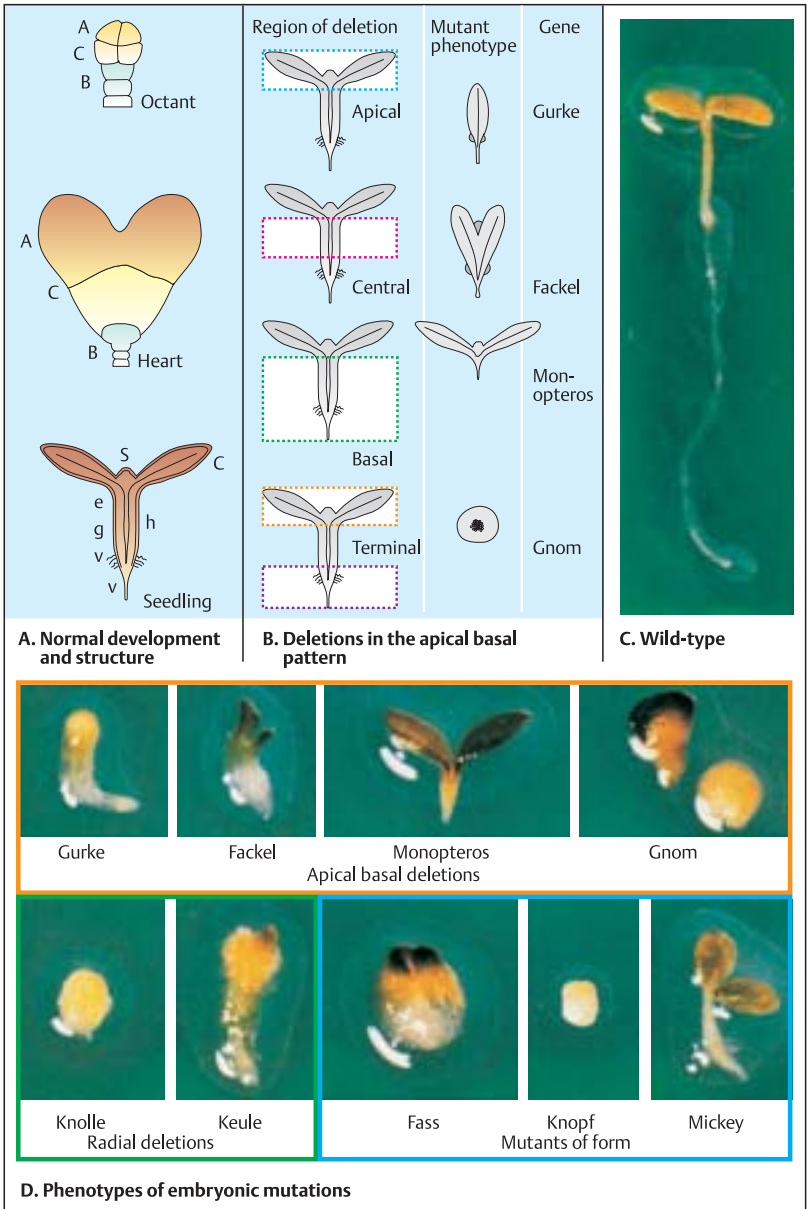 A
C
B
Octant
A
C
B
Heart
S
C
e
h
g
v
v
Seedling
A. Normal development
and structure
Region of deletion
Mutant
phenotype
Gene
Apical
Gurke
Central
Fackel
Basal
Mon-
opteros
Terminal
Gnom
B. Deletions in the apical basal
pattern
C. Wild-type
Gurke
Fackel
Monopteros
Gnom
Apical basal deletions
Knolle
Keule
Radial deletions
Fass
Knopf
Mickey
Mutants of form
D. Phenotypes of embryonic mutations